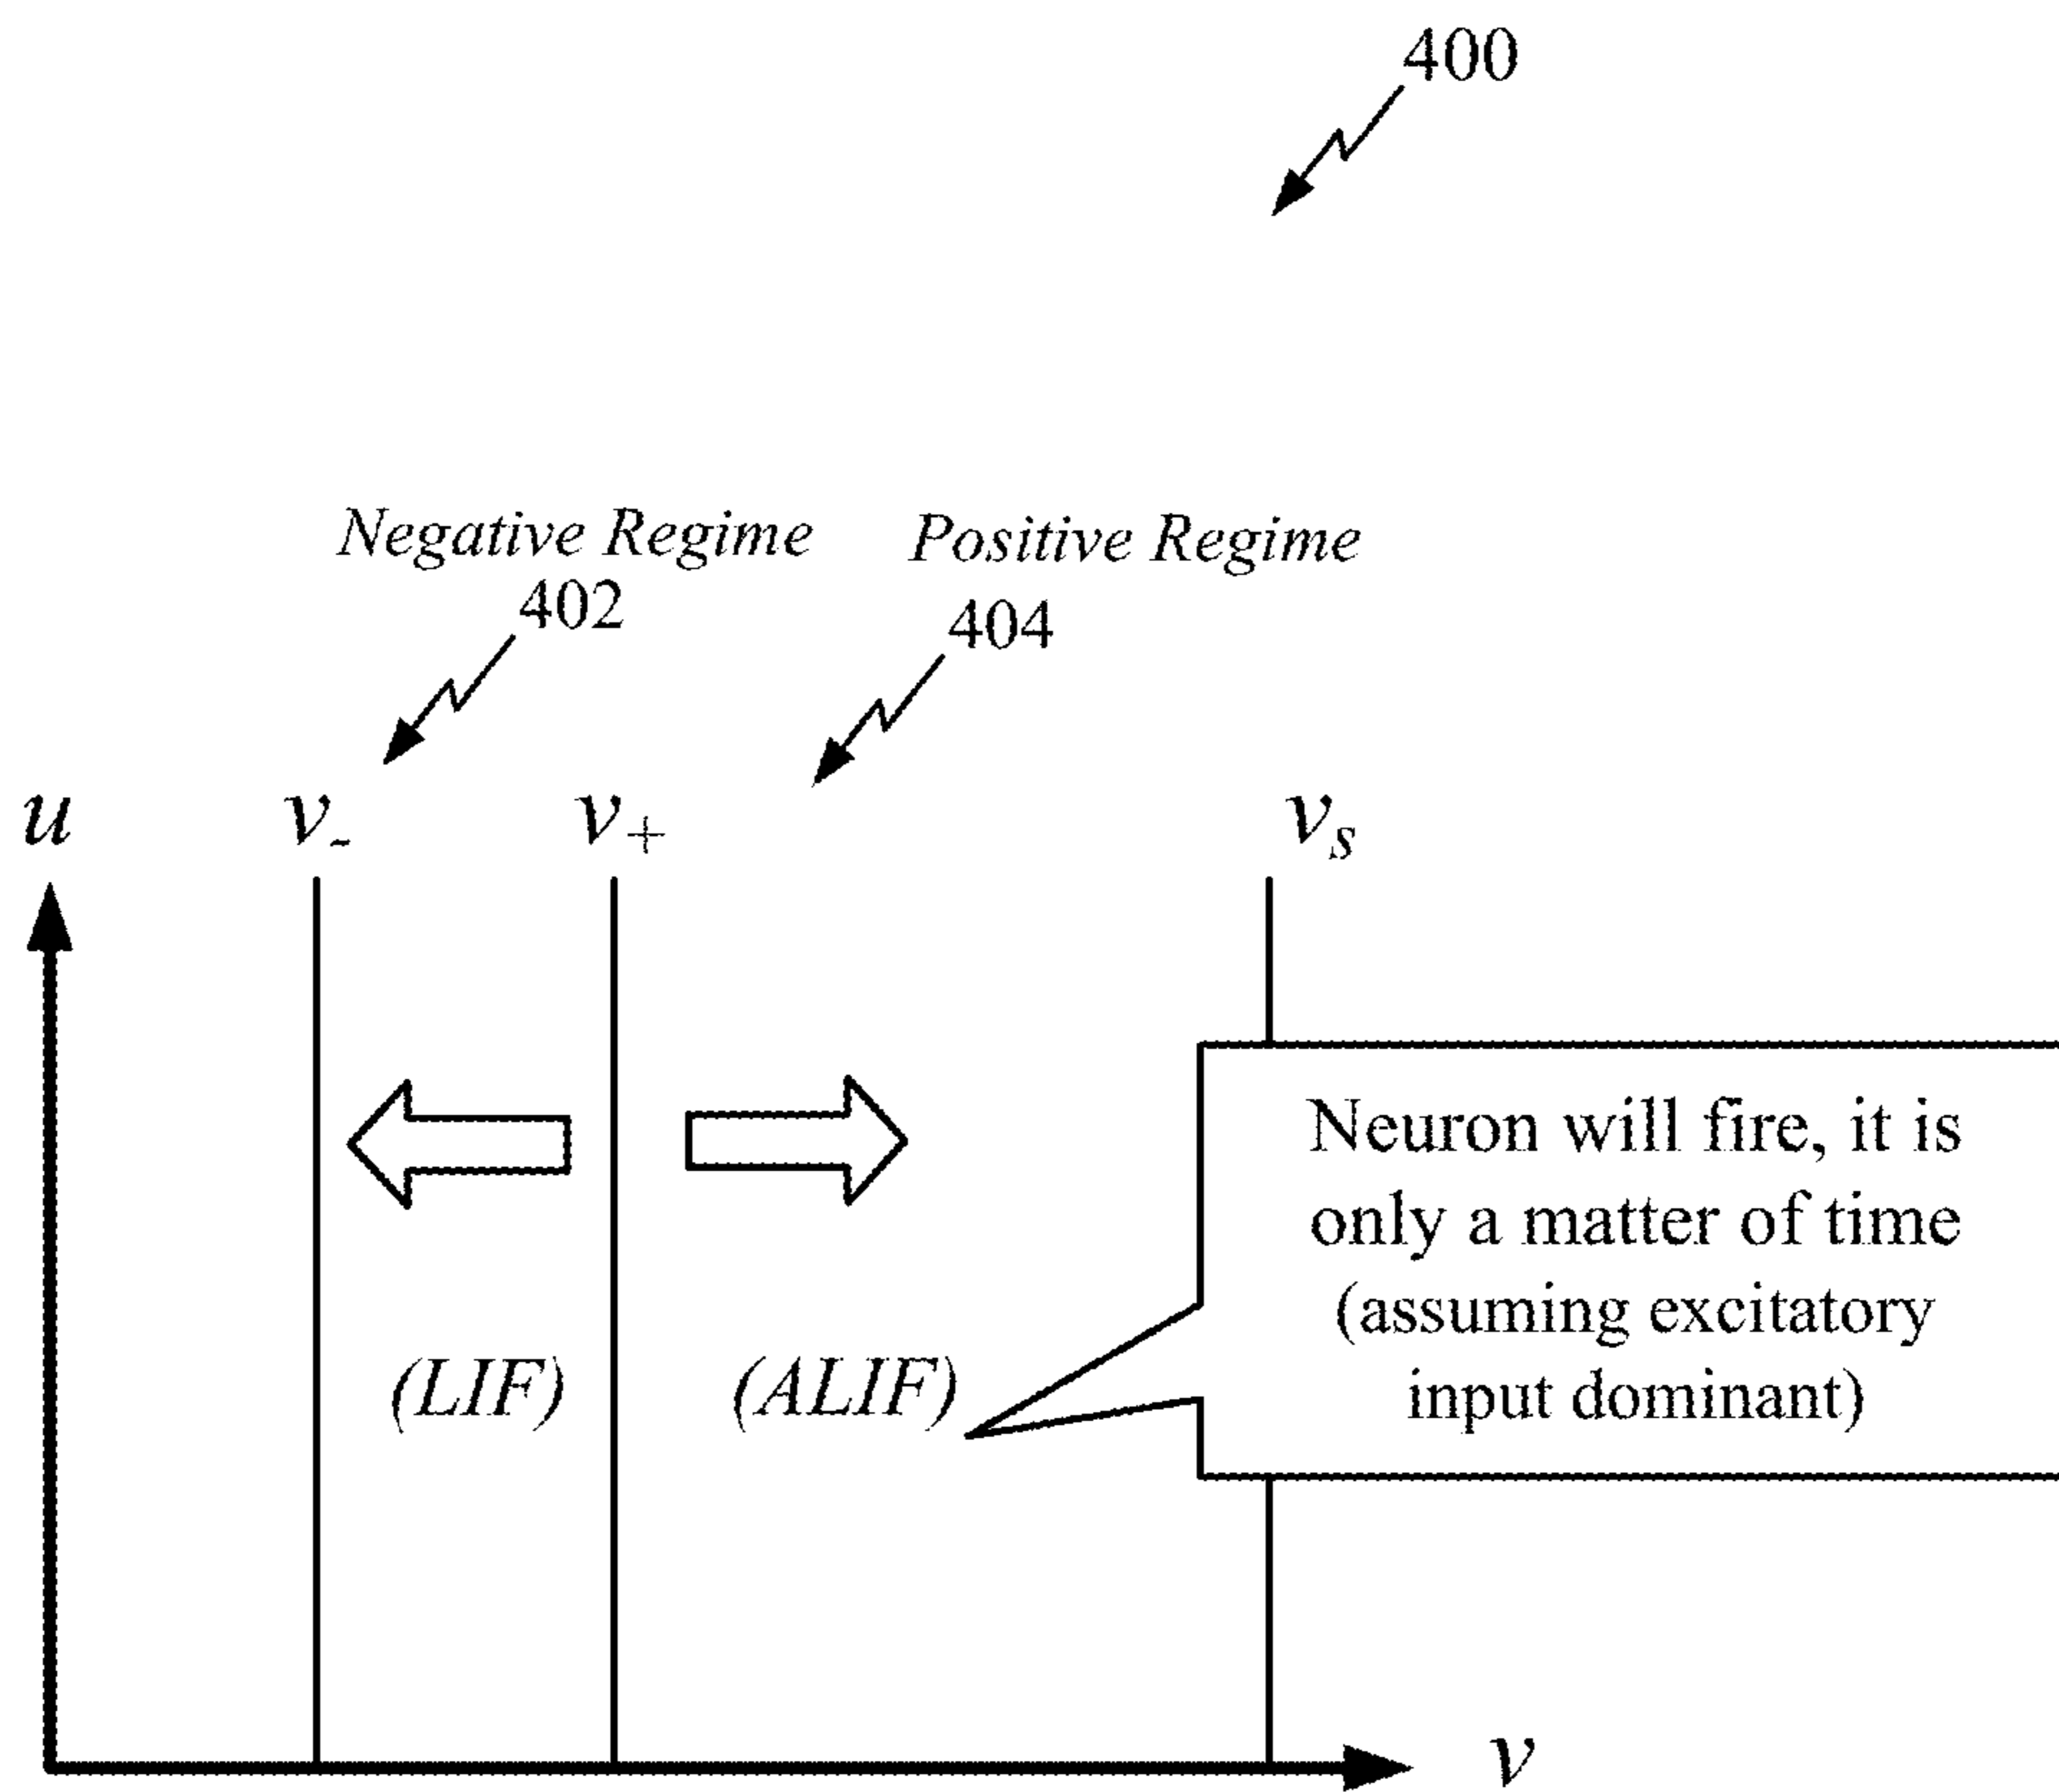 400
Negative Regime
402
Positive Regime
404
u
v-
v+
vs
Neuron will fire, it is
only a matter of time
(assuming excitatory
input dominant)
(LIF)
(ALIF)
v